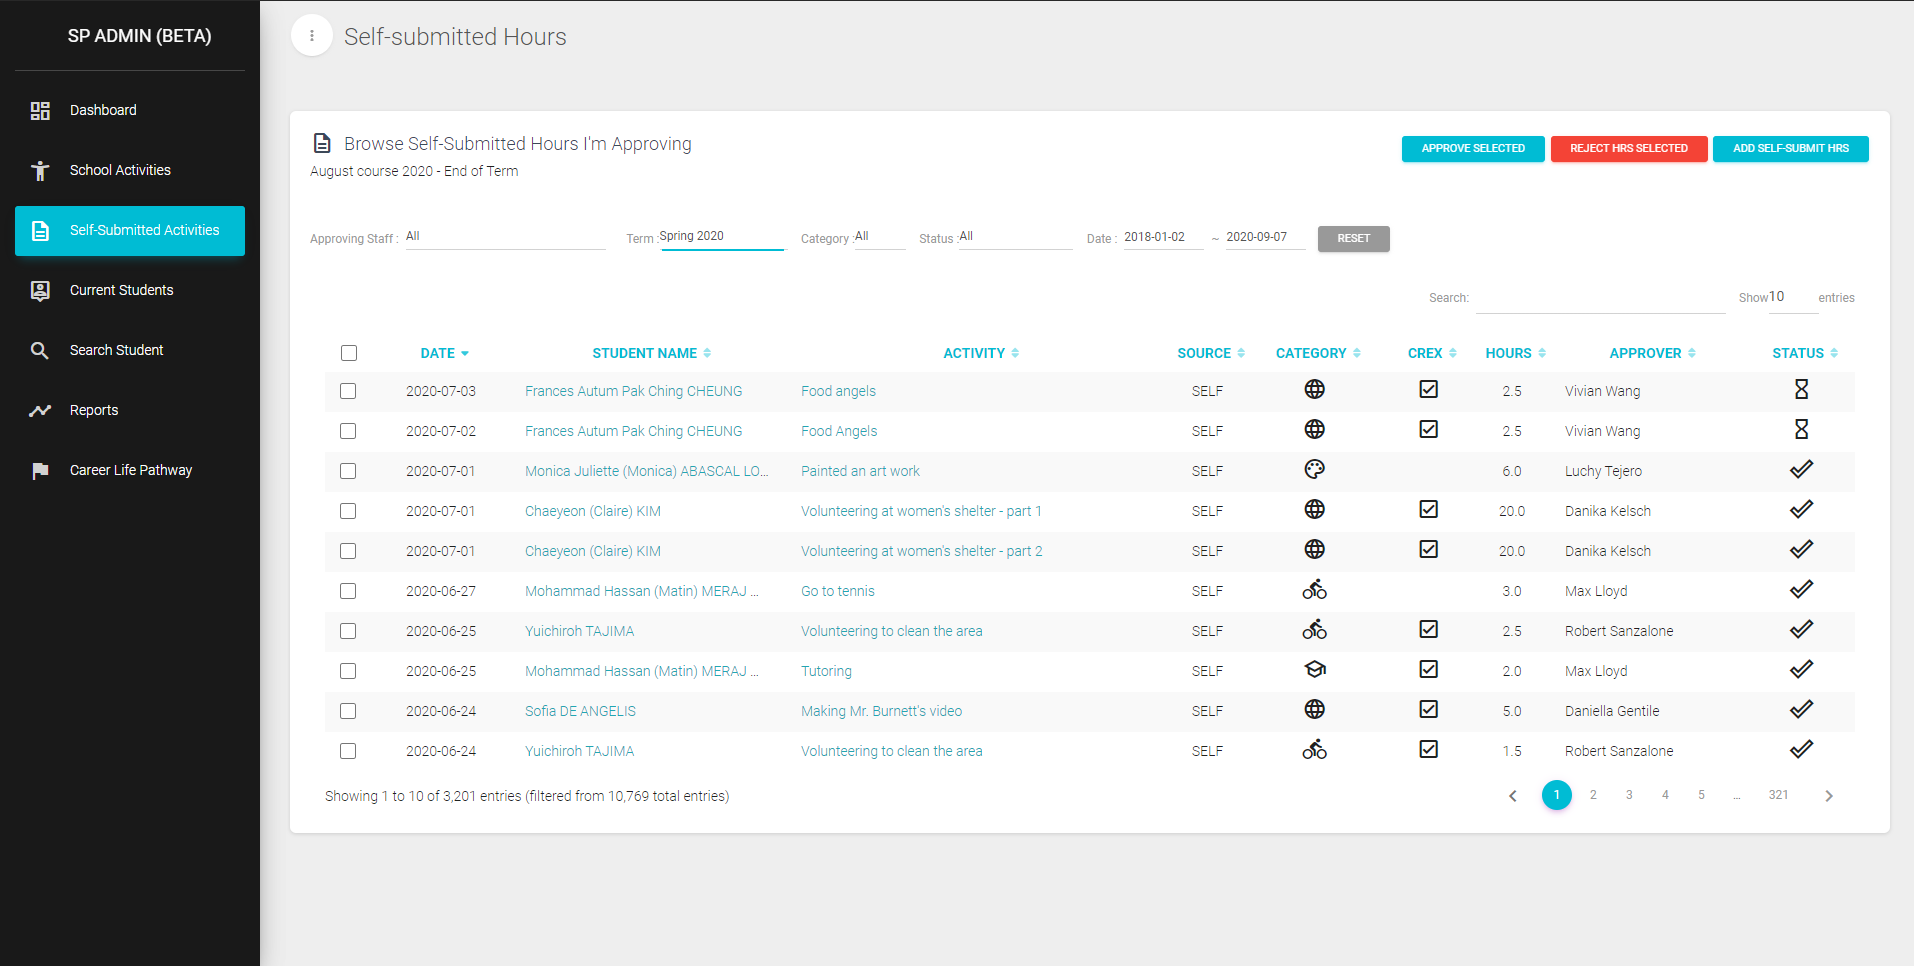 SP ADMIN (BETA)
Dashboard
School Activities
Self-Submitted Activities
Current Students
Search Student
Reports
Career Life Pathway
Self-submitted Hours
Browse Self-Submitted Hours I'm Approving
August course 2020 - End of Term
APPROVE SELECTED REJECT HRS SELECTED ADD SELF-SUBMIT HRS
Approving Staff : All Term : Spring 2020 Category : All Status : All Date : 2018-01-02 ~ 2020-09-07 RESET
Search: Show 10 entries
DATE STUDENT NAME ACTIVITY SOURCE CATEGORY CREX HOURS APPROVER STATUS
2020-07-03 Frances Autum Pak Ching CHEUNG Food angels SELF 2.5 Vivian Wang
2020-07-02 Frances Autum Pak Ching CHEUNG Food Angels SELF 2.5 Vivian Wang
2020-07-01 Monica Juliette (Monica) ABASCAL LO... Painted an art work SELF 6.0 Luchy Tejero
2020-07-01 Chaeyeon (Claire) KIM Volunteering at women's shelter - part 1 SELF 20.0 Danika Kelsch
2020-07-01 Chaeyeon (Claire) KIM Volunteering at women's shelter - part 2 SELF 20.0 Danika Kelsch
2020-06-27 Mohammad Hassan (Matin) MERAJ ... Go to tennis SELF 3.0 Max Lloyd
2020-06-25 Yuichiroh TAJIMA Volunteering to clean the area SELF 2.5 Robert Sanzalone
2020-06-25 Mohammad Hassan (Matin) MERAJ ... Tutoring SELF 2.0 Max Lloyd
2020-06-24 Sofia DE ANGELIS Making Mr. Burnett's video SELF 5.0 Daniella Gentile
2020-06-24 Yuichiroh TAJIMA Volunteering to clean the area SELF 1.5 Robert Sanzalone
Showing 1 to 10 of 3,201 entries (filtered from 10,769 total entries) 1 2 3 4 5 ... 321